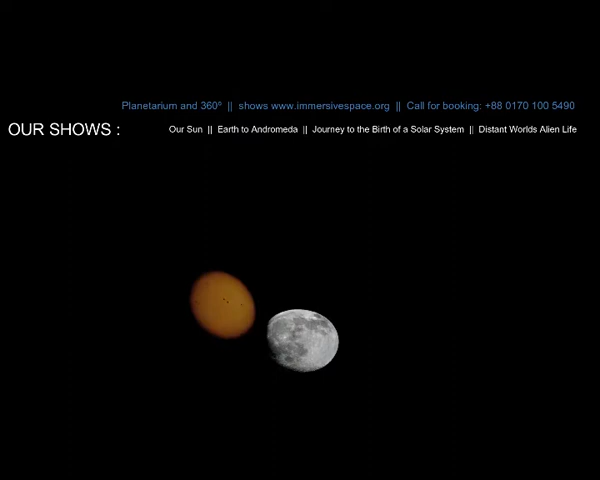 Planetarium and 360º || shows www.immersivespace.org || Call for booking: +88 0170 100 5490
OUR SHOWS : Our Sun || Earth to Andromeda || Journey to the Birth of a Solar System || Distant Worlds Alien Life